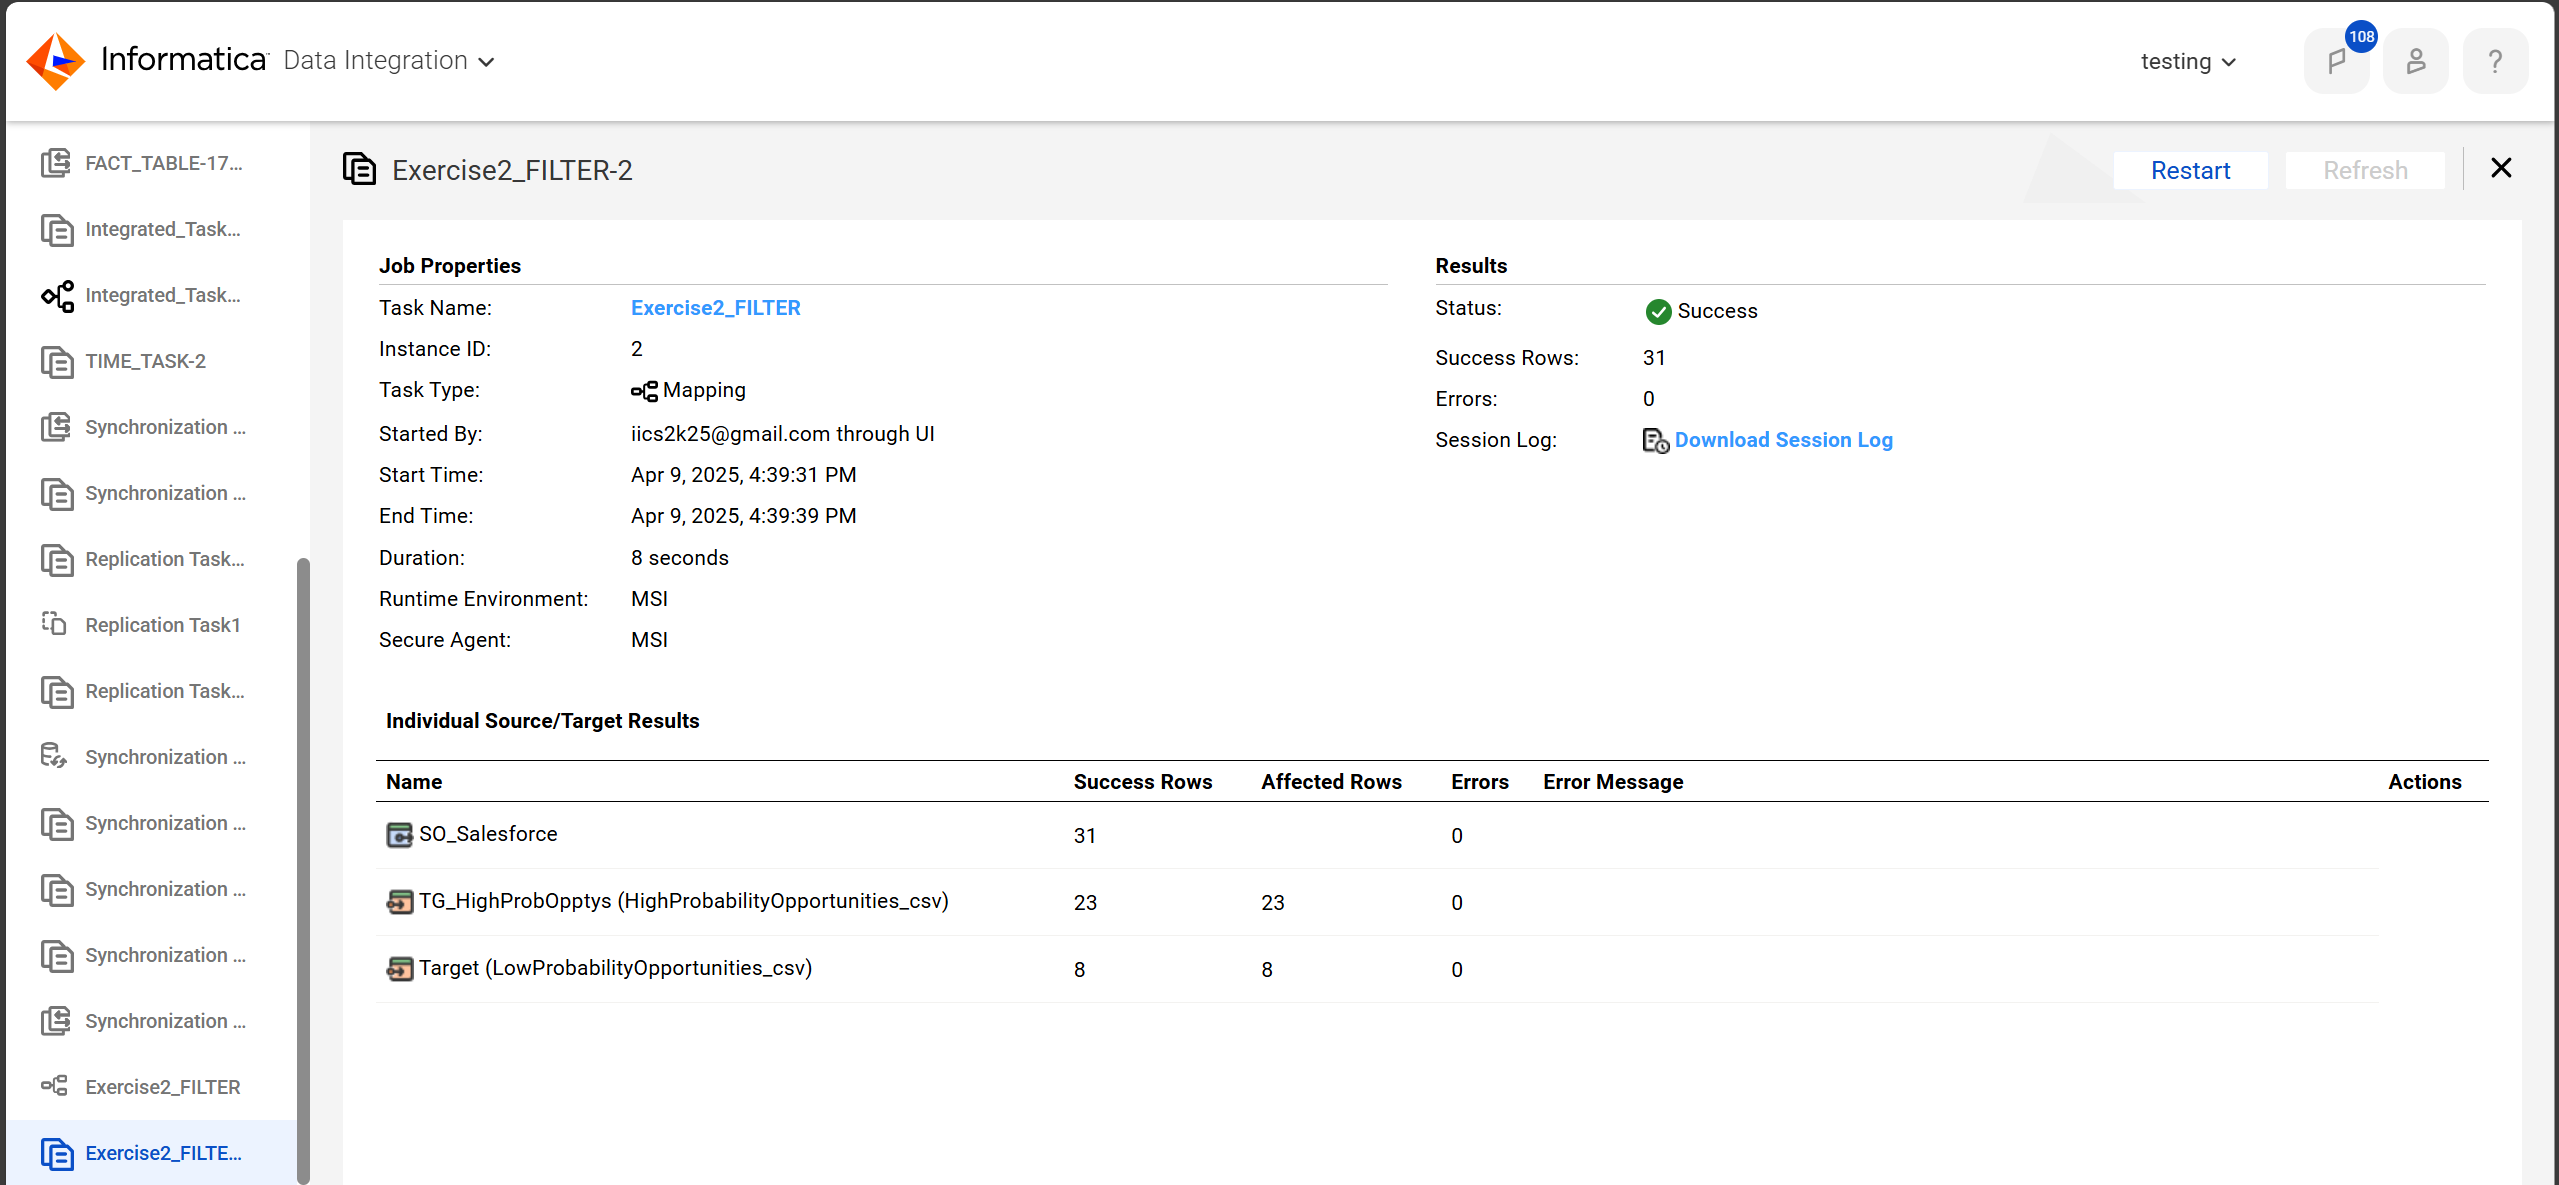 Informatica Data Integration
testing
108
?
FACT_TABLE-17...
Integrated_Task...
Integrated_Task...
TIME_TASK-2
Synchronization ...
Synchronization ...
Replication Task...
Replication Task1
Replication Task...
Synchronization ...
Synchronization ...
Synchronization ...
Synchronization ...
Synchronization ...
Exercise2_FILTER
Exercise2_FILTE...
Exercise2_FILTER-2
Restart
Refresh
Job Properties
Task Name: Exercise2_FILTER
Instance ID: 2
Task Type: Mapping
Started By: iics2k25@gmail.com through UI
Start Time: Apr 9, 2025, 4:39:31 PM
End Time: Apr 9, 2025, 4:39:39 PM
Duration: 8 seconds
Runtime Environment: MSI
Secure Agent: MSI
Results
Status: Success
Success Rows: 31
Errors: 0
Session Log: Download Session Log
Individual Source/Target Results
Name Success Rows Affected Rows Errors Error Message Actions
SO_Salesforce 31 0
TG_HighProbOpptys (HighProbabilityOpportunities_csv) 23 23 0
Target (LowProbabilityOpportunities_csv) 8 8 0